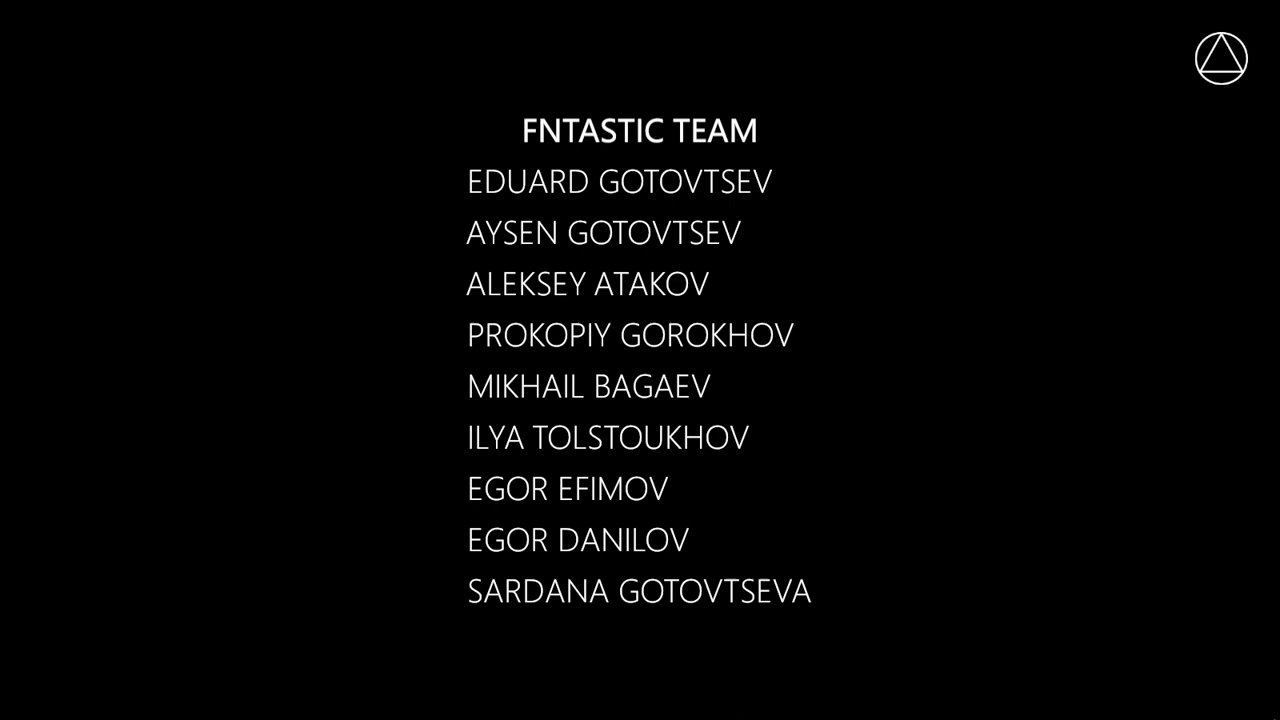 FNTASTIC TEAM
EDUARD GOTOVTSEV
AYSEN GOTOVTSEV
ALEKSEY ATAKOV
PROKOPIY GOROKHOV
MIKHAIL BAGAEV
ILYA TOLSTOUKHOV
EGOR EFIMOV
EGOR DANILOV
SARDANA GOTOVTSEVA